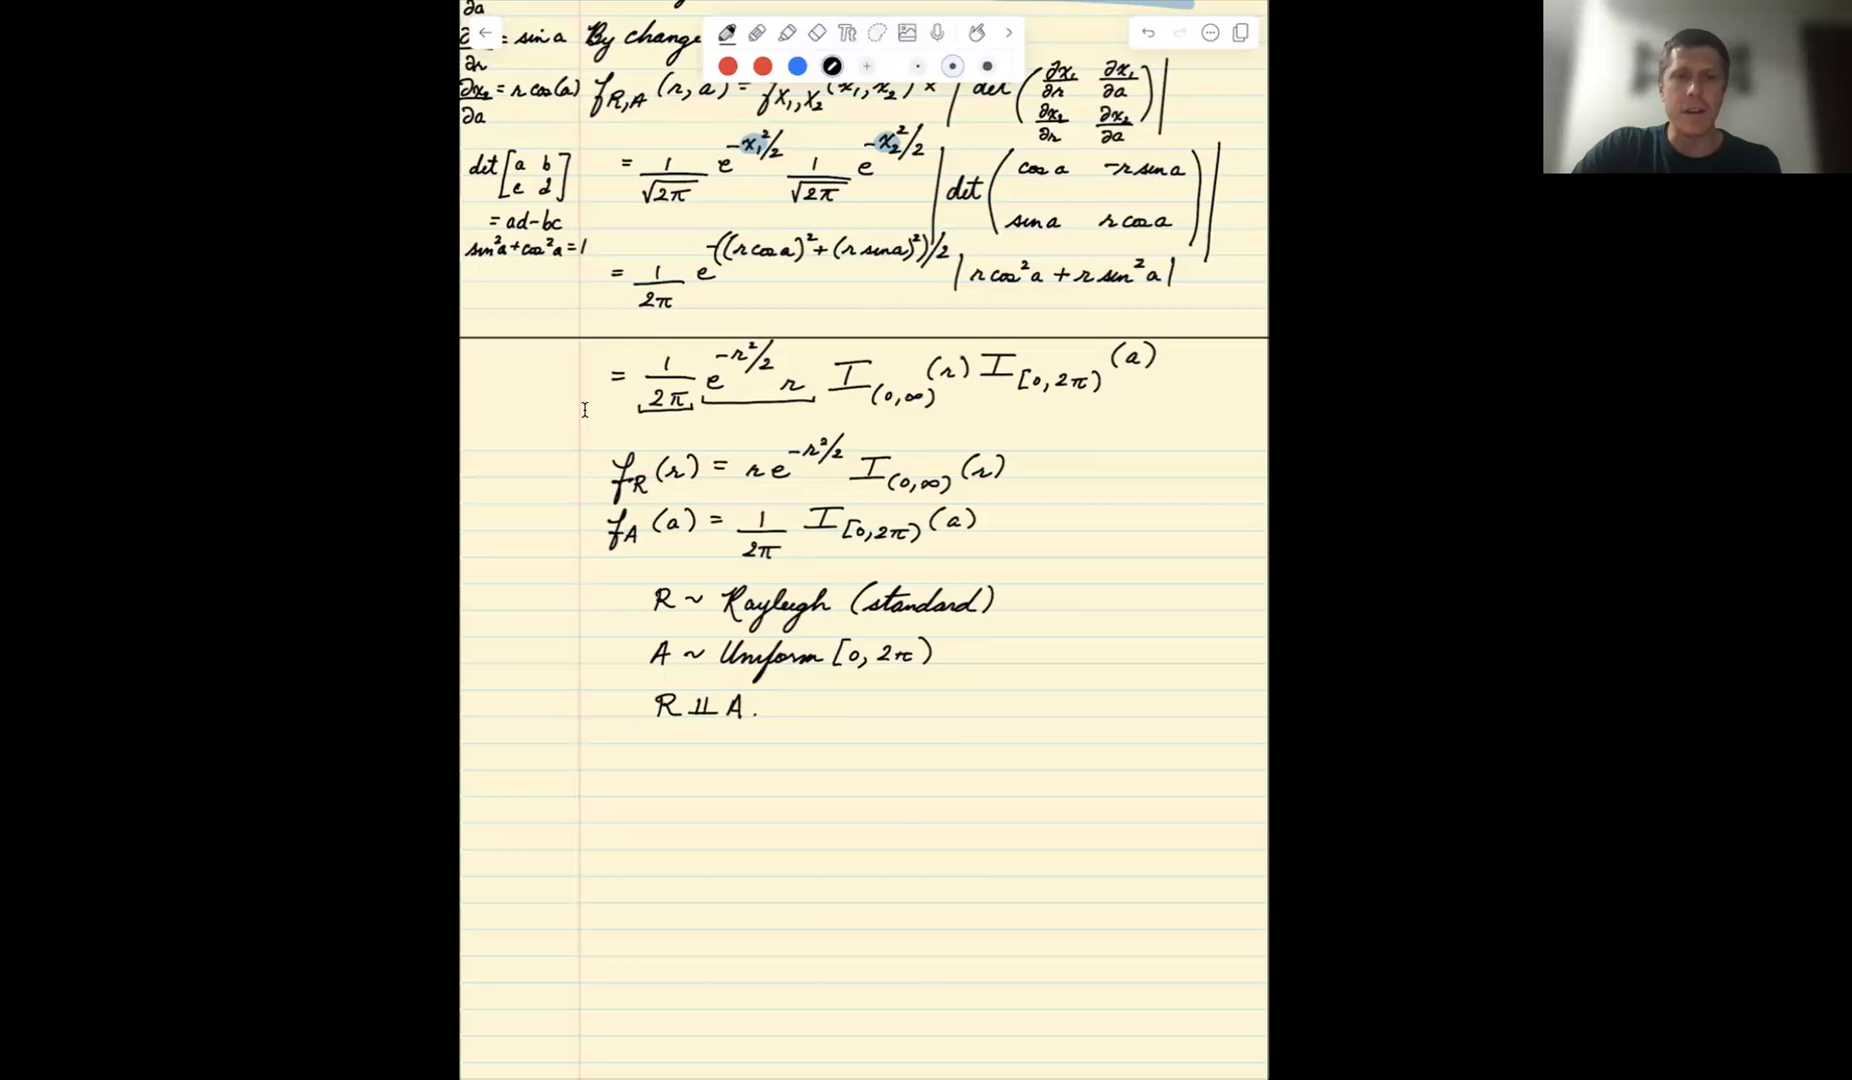 ∂a
= sin a By change
∂r
∂x₂/∂a = r cos(a) f_{R,A}(r, a) = f_{X₁,X₂}(x₁, x₂) × | det ( ∂x₁/∂r ∂x₁/∂a ∂x₂/∂r ∂x₂/∂a ) |
det [a b c d] = 1/√2π e^{-x₁²/2} 1/√2π e^{-x₂²/2} | det ( cos a -r sin a sin a r cos a ) |
= ad-bc
sin²a + cos²a = 1
= 1/2π e^{-((r cos a)² + (r sin a)²)/2} | r cos²a + r sin²a |
= 1/2π e^{-r²/2} r I_{(0,∞)}(r) I_{[0,2π)}(a)
f_R(r) = r e^{-r²/2} I_{(0,∞)}(r)
f_A(a) = 1/2π I_{[0,2π)}(a)
R ~ Rayleigh (standard)
A ~ Uniform [0, 2π)
R ⫫ A.